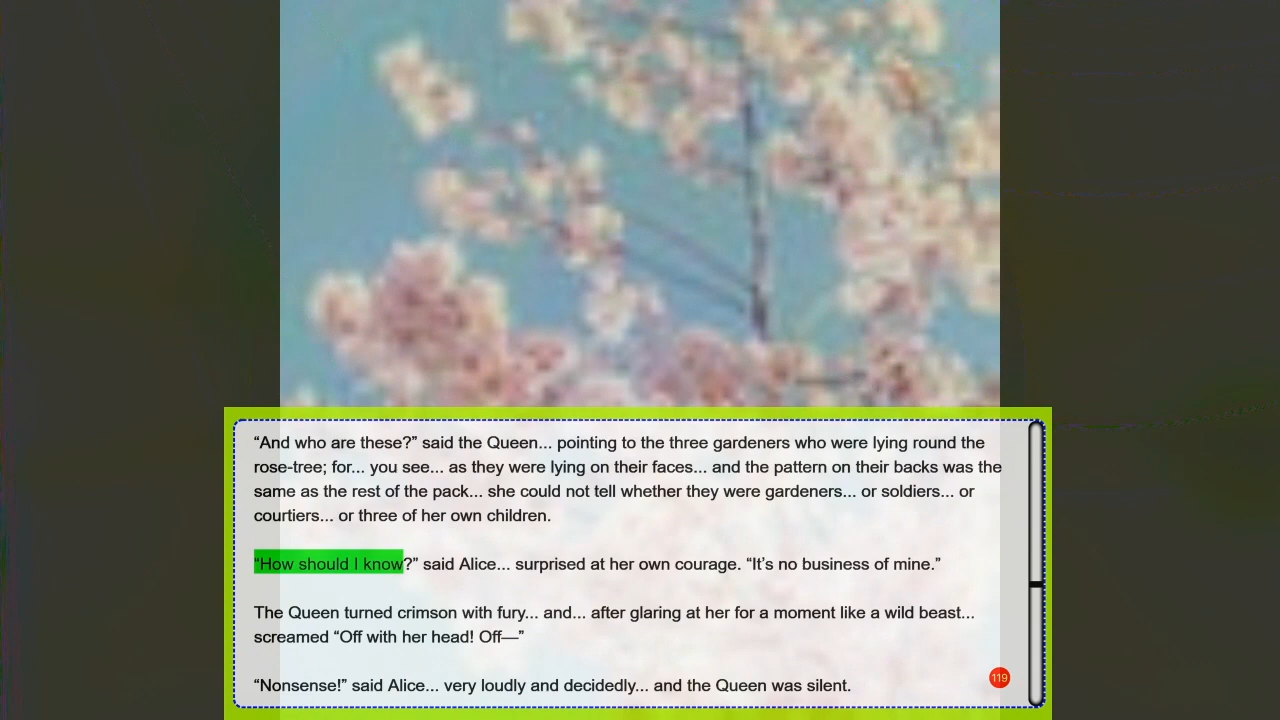 “And who are these?” said the Queen... pointing to the three gardeners who were lying round the
rose-tree; for... you see... as they were lying on their faces... and the pattern on their backs was the
same as the rest of the pack... she could not tell whether they were gardeners... or soldiers... or
courtiers... or three of her own children.
“How should I know?” said Alice... surprised at her own courage. “It’s no business of mine.”
The Queen turned crimson with fury... and... after glaring at her for a moment like a wild beast...
screamed “Off with her head! Off—”
“Nonsense!” said Alice... very loudly and decidedly... and the Queen was silent.
119